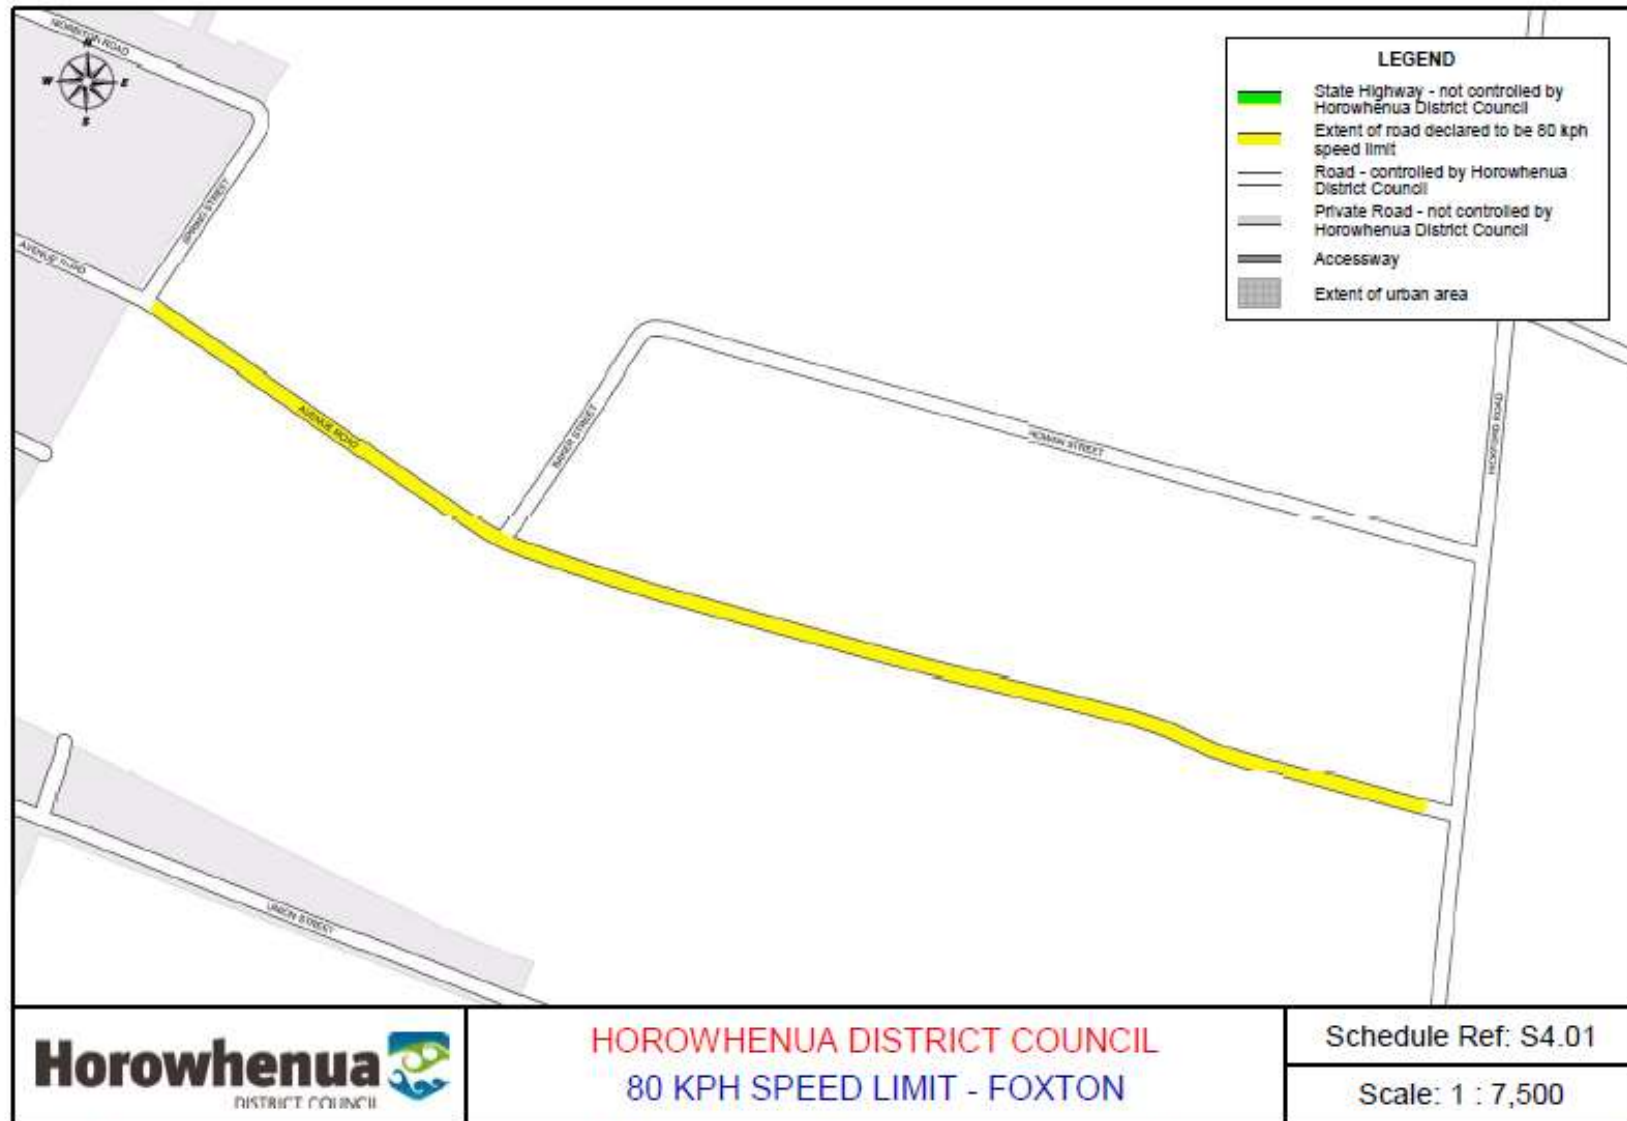 N
W
E
S
SPRING STREET
AVENUE ROAD
AVENUE ROAD
BAKER STREET
STREET
ROAD
UNION STREET
LEGEND
State Highway - not controlled by
Horowhenua District Council
Extent of road declared to be 80 kph
speed limit
Road - controlled by Horowhenua
District Council
Private Road - not controlled by
Horowhenua District Council
Accessway
Extent of urban area
Horowhenua
DISTRICT COUNCIL
HOROWHENUA DISTRICT COUNCIL
80 KPH SPEED LIMIT - FOXTON
Schedule Ref: S4.01
Scale: 1 : 7,500